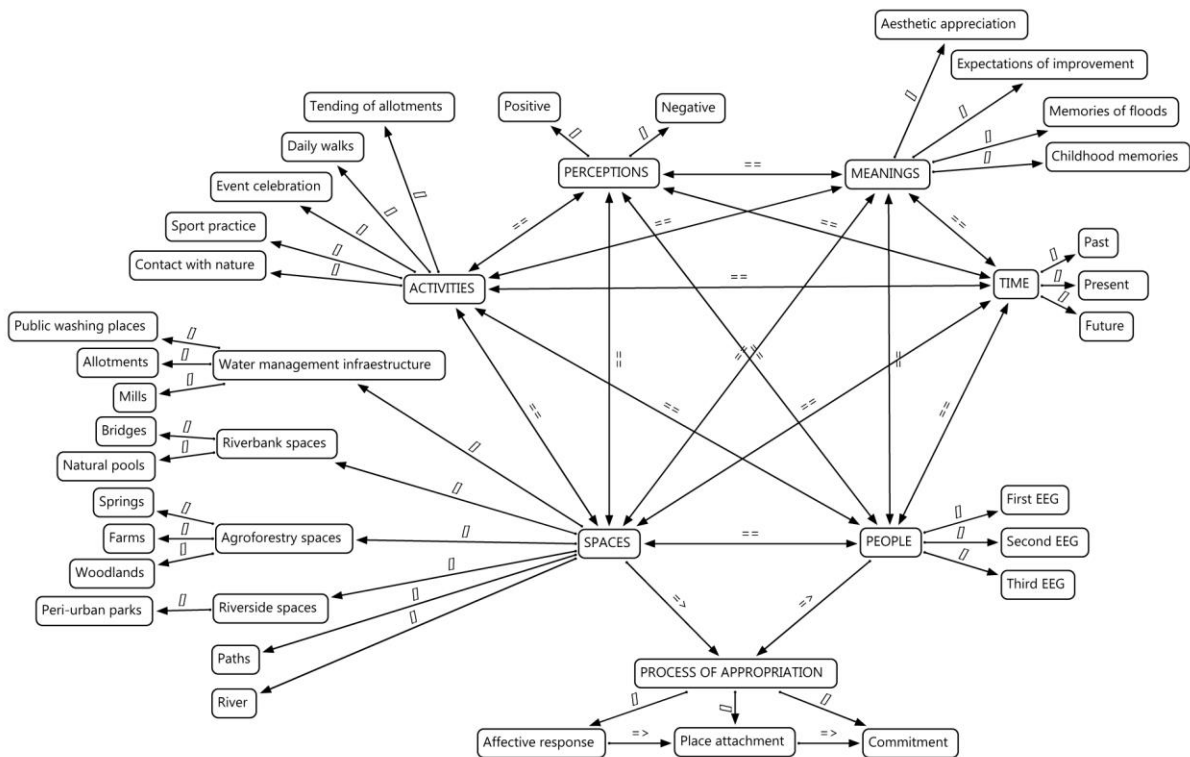 Aesthetic appreciation
Expectations of improvement
Tending of allotments
Positive
Negative
Memories of floods
Daily walks
PERCEPTIONS
==
MEANINGS
Childhood memories
Event celebration
Sport practice
==
==
==
==
Past
Contact with nature
ACTIVITIES
==
TIME
Present
Future
Public washing places
Allotments
Water management infraestructure
==
==
==
==
Mills
==
==
==
==
Bridges
Riverbank spaces
Natural pools
Springs
First EEG
Farms
Agroforestry spaces
SPACES
==
PEOPLE
Second EEG
Woodlands
Third EEG
Peri-urban parks
Riverside spaces
=>
=>
Paths
PROCESS OF APPROPRIATION
River
Affective response
=>
Place attachment
=>
Commitment